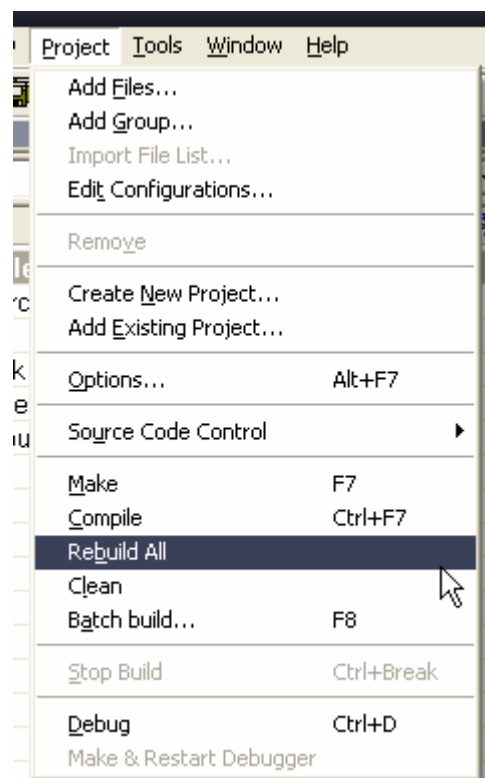 Project Tools Window Help
Add Files...
Add Group...
Import File List...
Edit Configurations...
Remove
Create New Project...
Add Existing Project...
Options... Alt+F7
Source Code Control
Make F7
Compile Ctrl+F7
Rebuild All
Clean
Batch build... F8
Stop Build Ctrl+Break
Debug Ctrl+D
Make & Restart Debugger